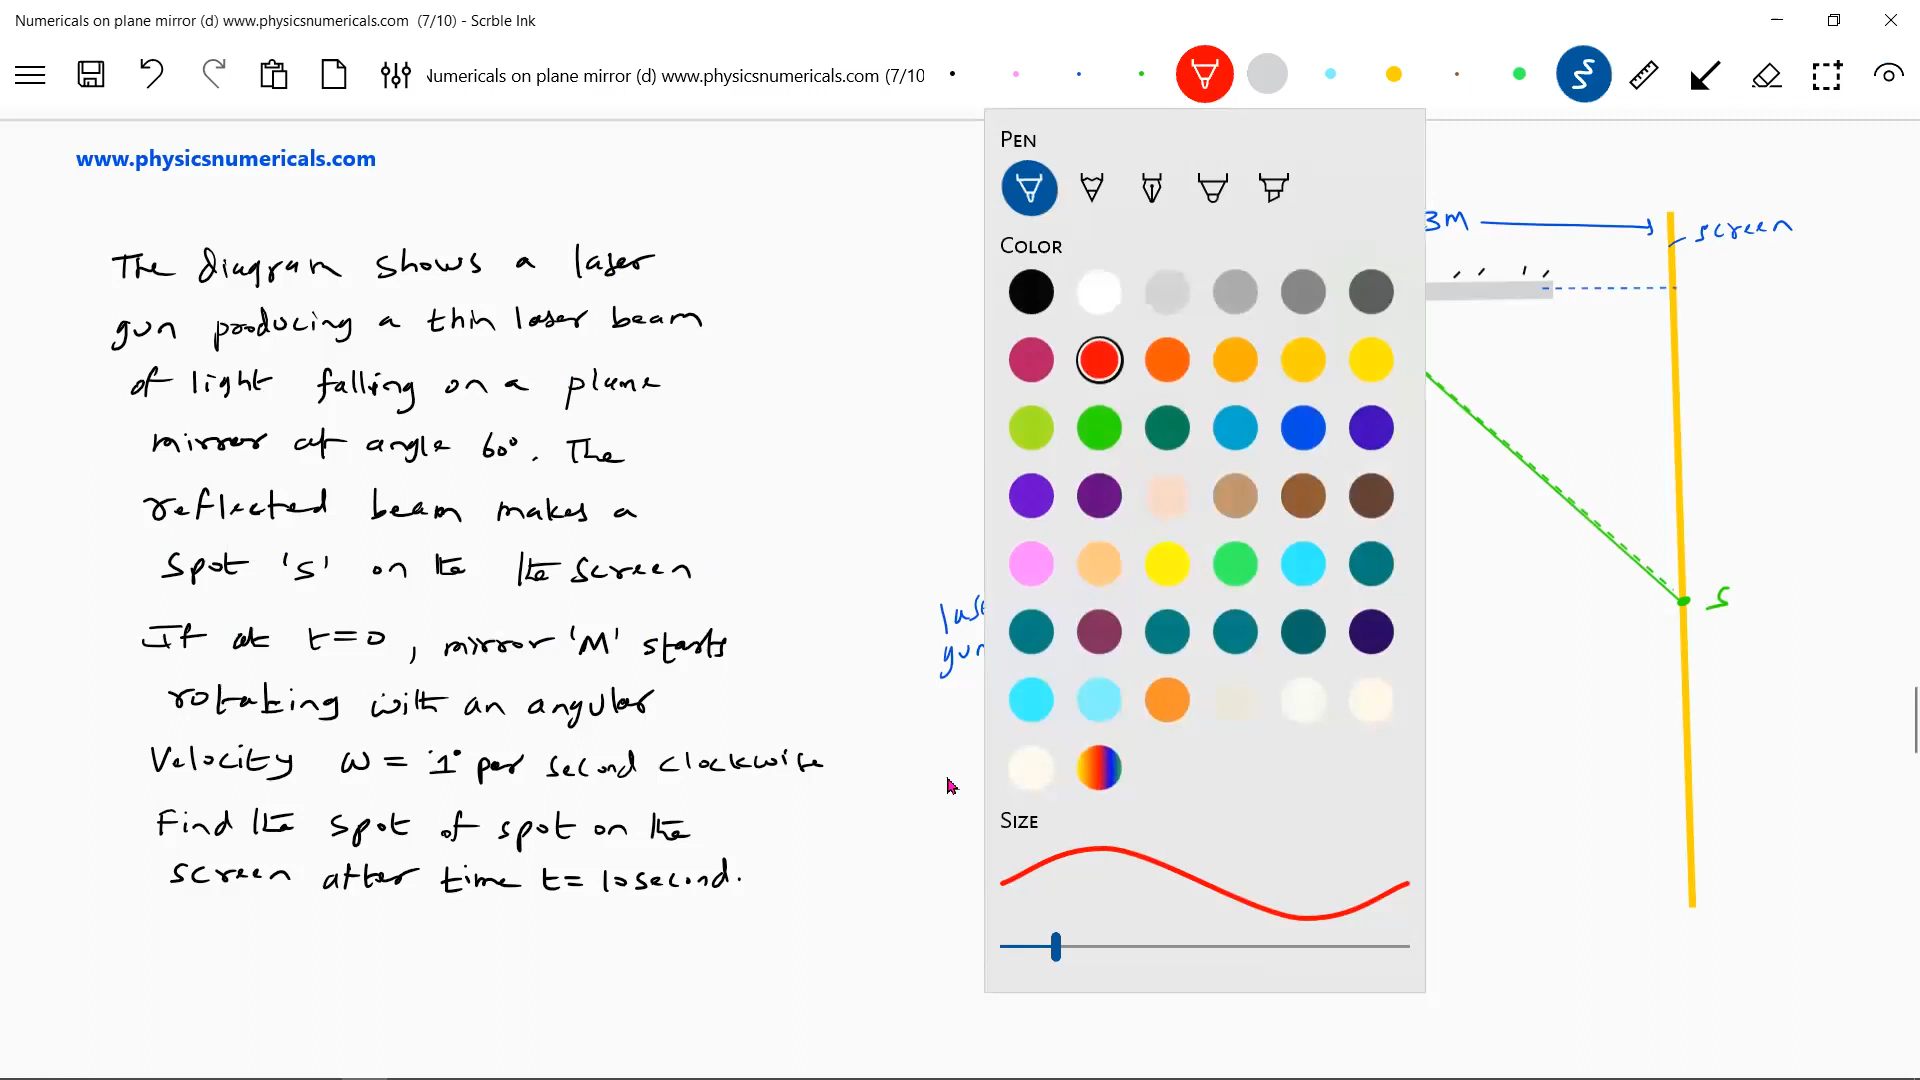 Numericals on plane mirror (d) www.physicsnumericals.com (7/10) - Scrble Ink
Numericals on plane mirror (d) www.physicsnumericals.com (7/10
www.physicsnumericals.com
The diagram shows a laser
gun producing a thin laser beam
of light falling on a plane
mirror at angle 60°. The
reflected beam makes a
spot 's' on the the screen
If at t=0, mirror 'M' starts
rotating with an angular
Velocity ω = 1° per second clockwise
Find the spot of spot on the
screen after time t= 10second.
PEN
COLOR
SIZE
3m
screen
las
gun
S